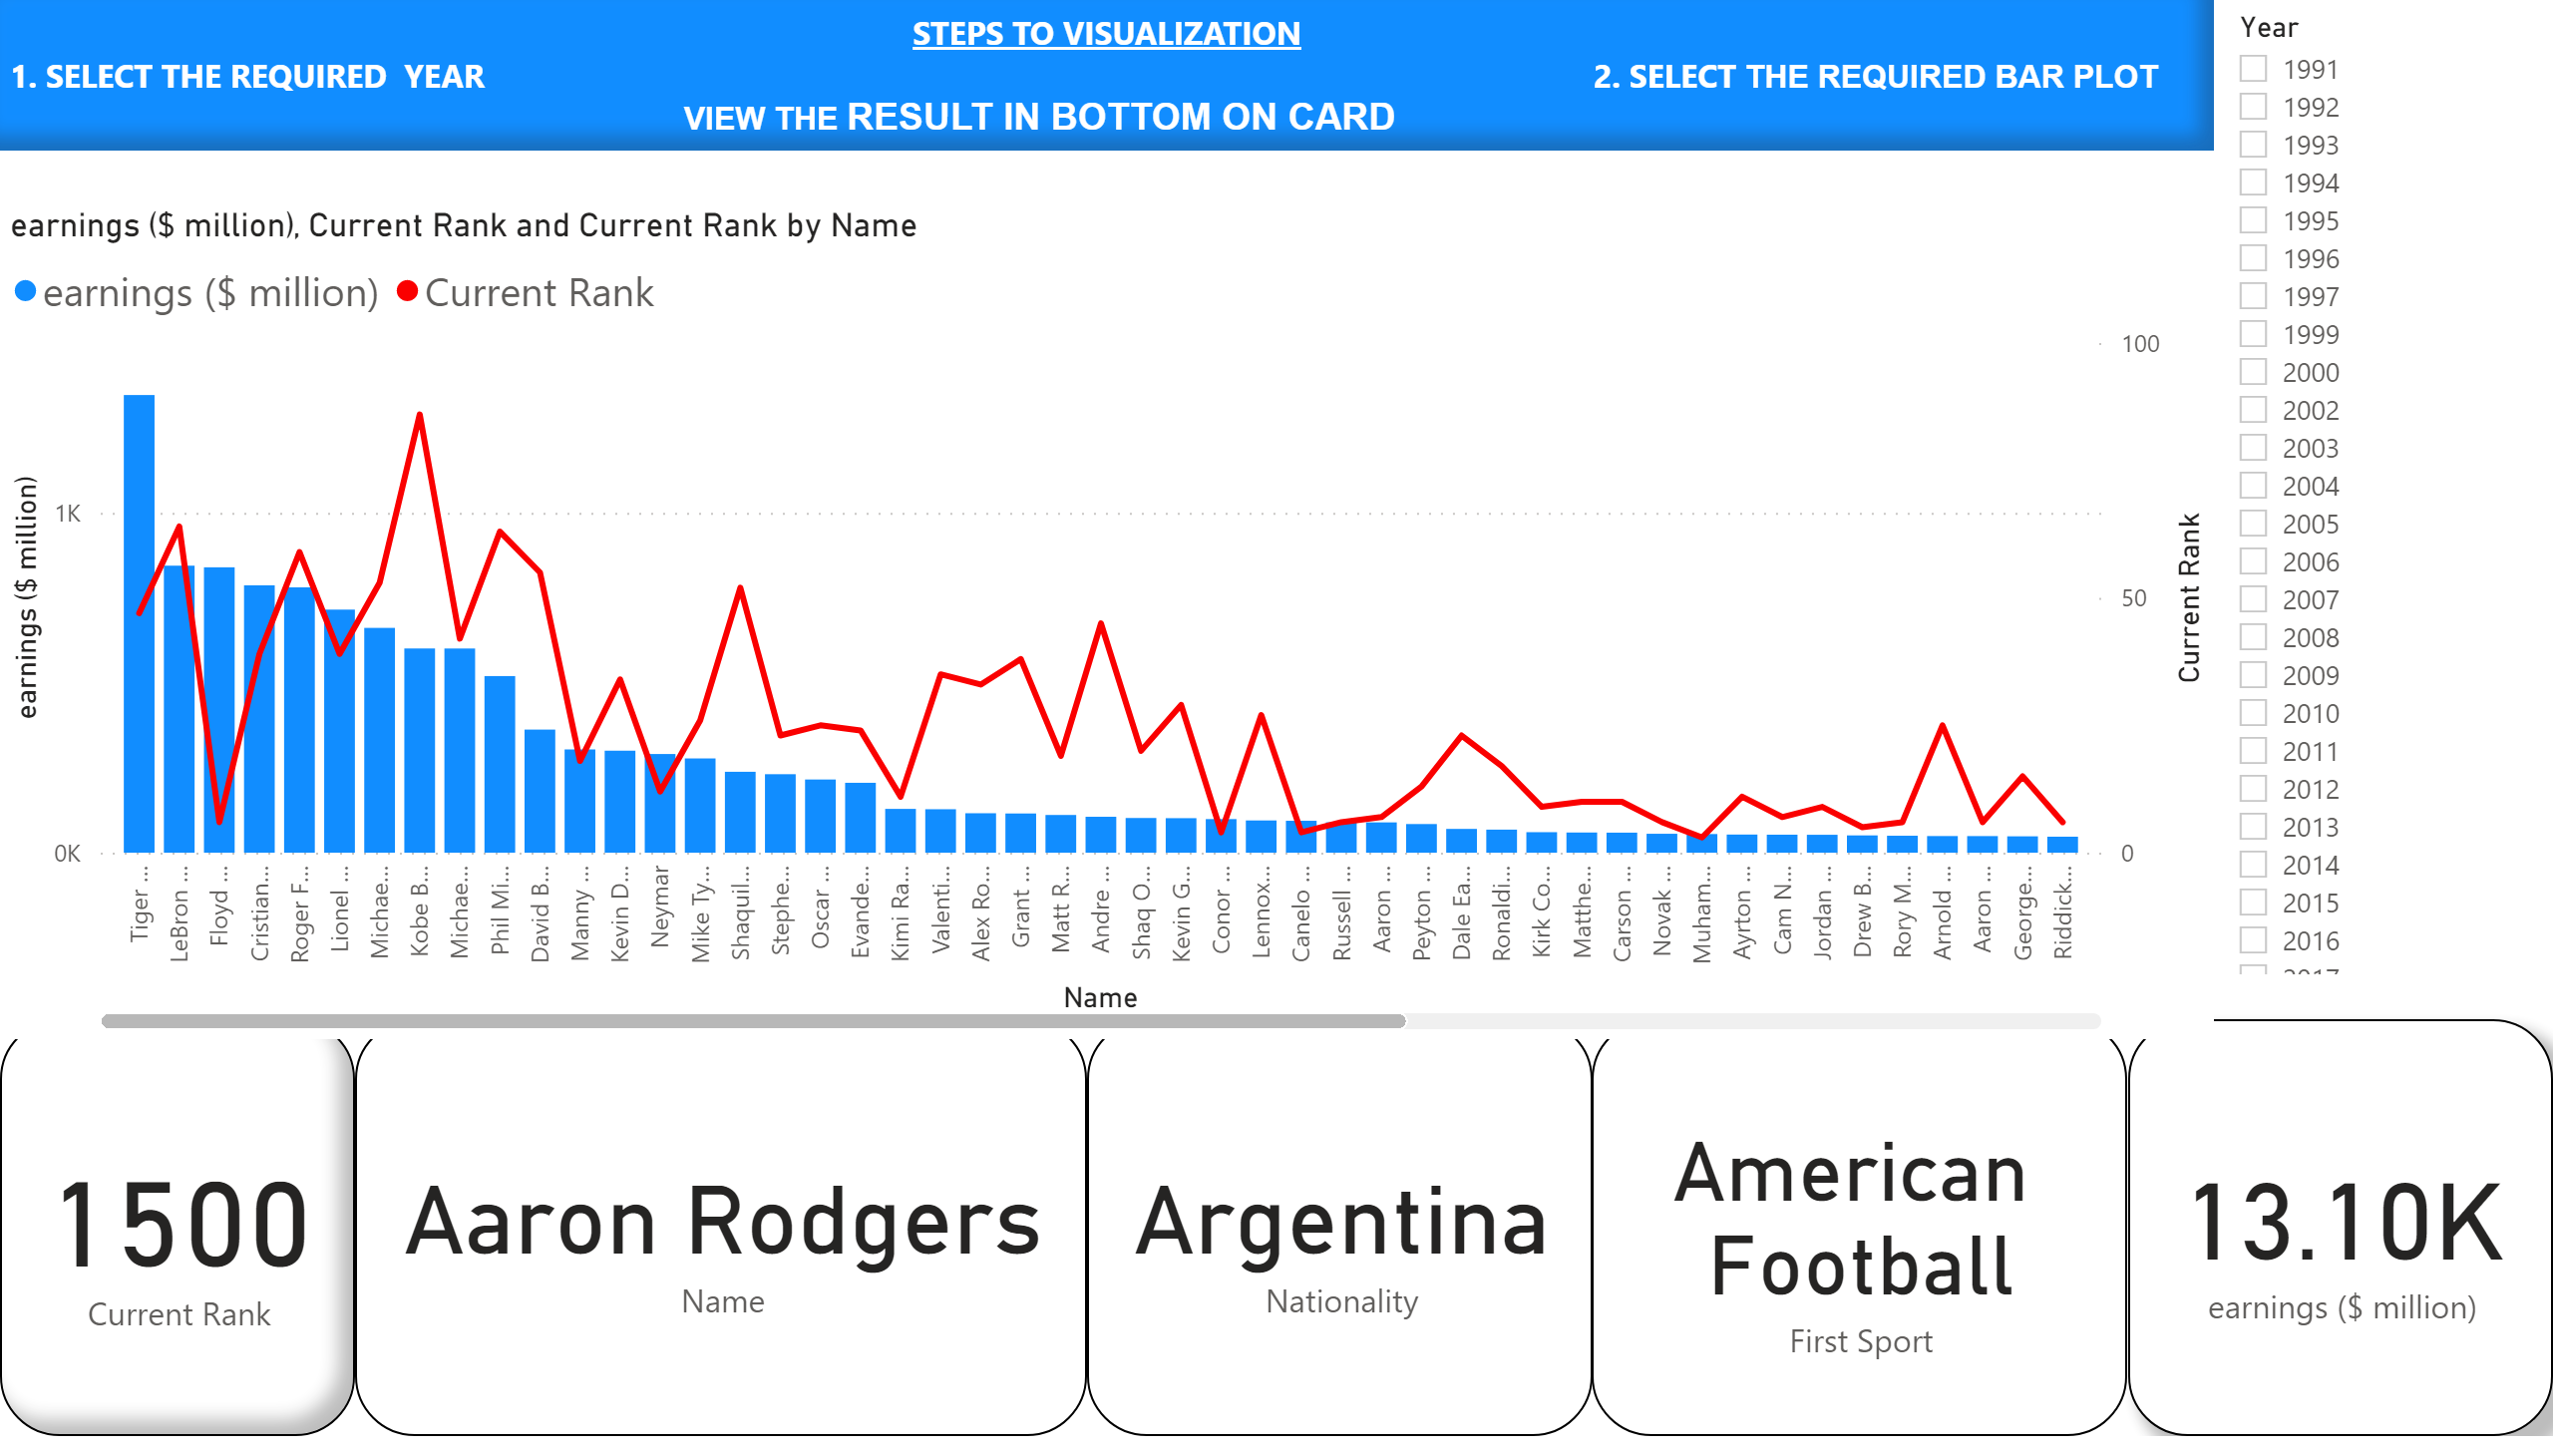 STEPS TO VISUALIZATION
1. SELECT THE REQUIRED  YEAR
2. SELECT THE REQUIRED BAR PLOT
VIEW THE RESULT IN BOTTOM ON CARD
earnings ($ million), Current Rank and Current Rank by Name
earnings ($ million) Current Rank
earnings ($ million)
1K
0K
100
50
0
Current Rank
Tiger ...
LeBron ...
Floyd ...
Cristian...
Roger F...
Lionel ...
Michae...
Kobe B...
Michae...
Phil Mi...
David B...
Manny ...
Kevin D...
Neymar
Mike Ty...
Shaquil...
Stephe...
Oscar ...
Evande...
Kimi Ra...
Valenti...
Alex Ro...
Grant ...
Matt R...
Andre ...
Shaq O...
Kevin G...
Conor ...
Lennox...
Canelo ...
Russell ...
Aaron ...
Peyton ...
Dale Ea...
Ronaldi...
Kirk Co...
Matthe...
Carson ...
Novak ...
Muham...
Ayrton ...
Cam N...
Jordan ...
Drew B...
Rory M...
Arnold ...
Aaron ...
George...
Riddick...
Name
Year
1991
1992
1993
1994
1995
1996
1997
1999
2000
2002
2003
2004
2005
2006
2007
2008
2009
2010
2011
2012
2013
2014
2015
2016
2017
1500
Current Rank
Aaron Rodgers
Name
Argentina
Nationality
American
Football
First Sport
13.10K
earnings ($ million)